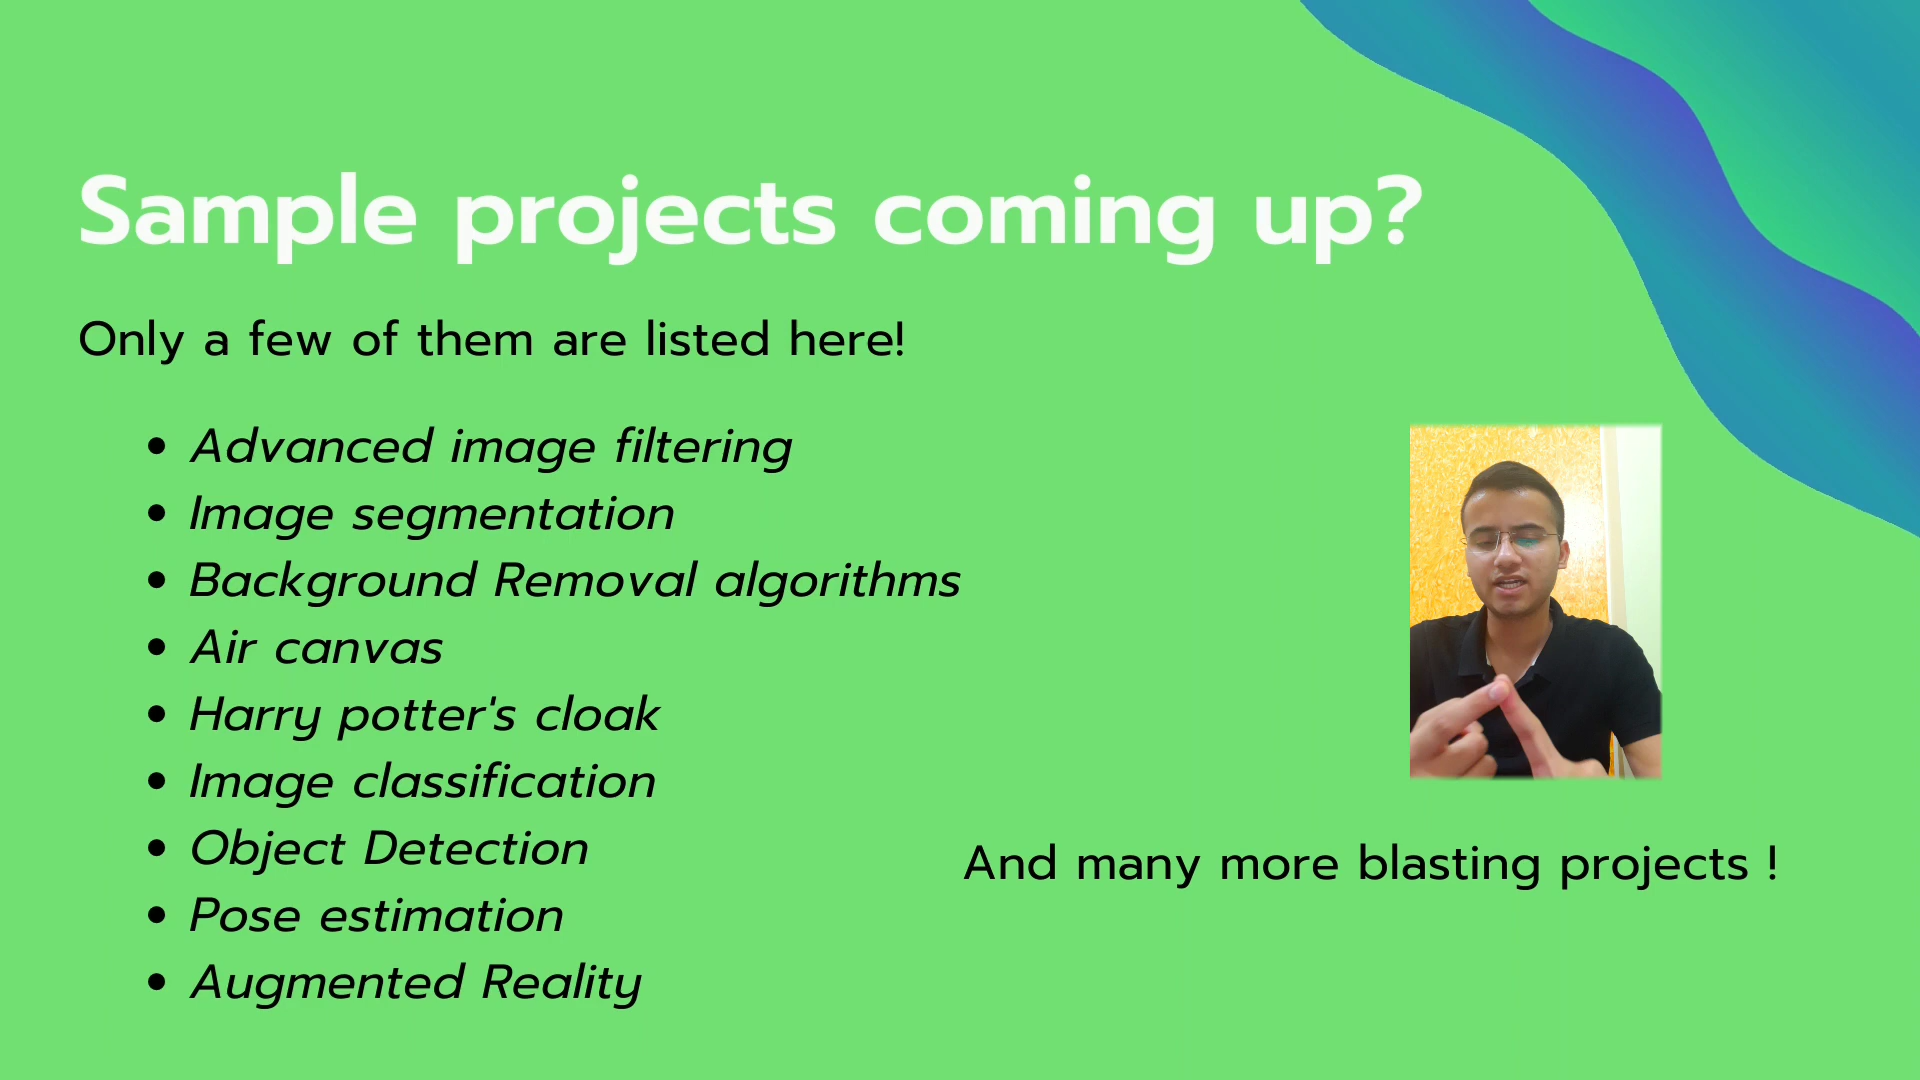 Sample projects coming up?
Only a few of them are listed here!
Advanced image filtering
Image segmentation
Background Removal algorithms
Air canvas
Harry potter's cloak
Image classification
Object Detection
Pose estimation
Augmented Reality
And many more blasting projects !